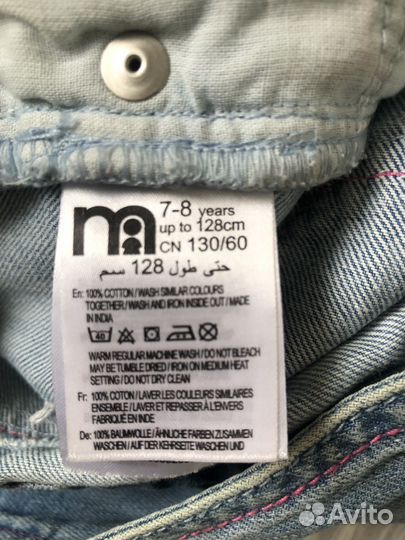 m
7-8 years
up to 128cm
CN 130/60
حتى طول 128 سم
En: 100% COTTON / WASH SIMILAR COLOURS
TOGETHER / WASH AND IRON INSIDE OUT / MADE
IN INDIA
40
WARM REGULAR MACHINE WASH / DO NOT BLEACH
MAY BE TUMBLE DRIED / IRON ON MEDIUM HEAT
SETTING / DO NOT DRY CLEAN
Fr: 100% COTON / LAVER LES COULEURS SIMILAIRES
ENSEMBLE / LAVER ET REPASSER À L'ENVERS
FABRIQUÉ EN INDE
De: 100% BAUMWOLLE / ÄHNLICHE FARBEN ZUSAMMEN
WASCHEN / AUF DER KEHRSEITE WASCHEN UND
Avito